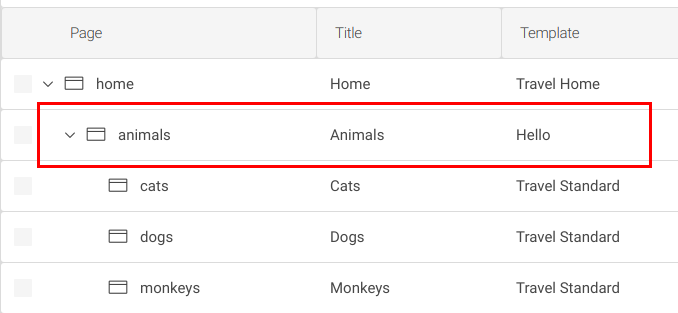 Page Title Template
home Home Travel Home
animals Animals Hello
cats Cats Travel Standard
dogs Dogs Travel Standard
monkeys Monkeys Travel Standard